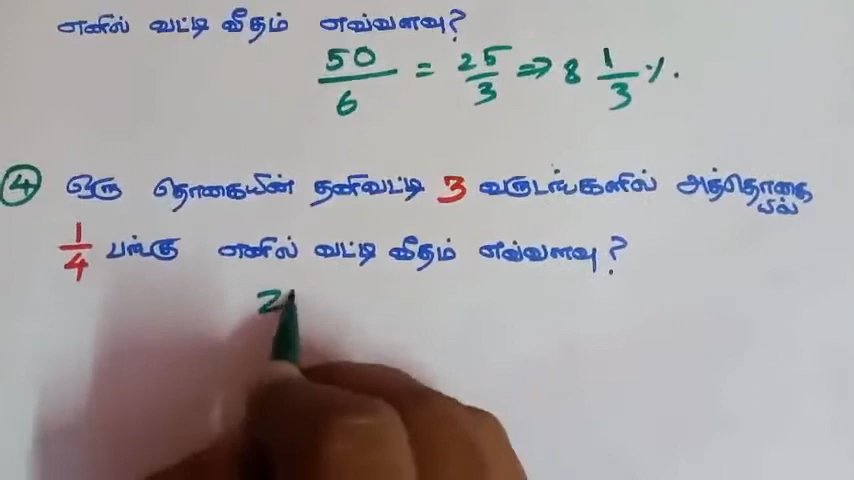 எனில் வட்டி வீதம் எவ்வளவு?
50/6 = 25/3 ⇒ 8 1/3 %.
④ ஒரு தொகையின் தனிவட்டி 3 வருடங்களில் அத்தொகையில்
1/4 பங்கு எனில் வட்டி வீதம் எவ்வளவு?
2